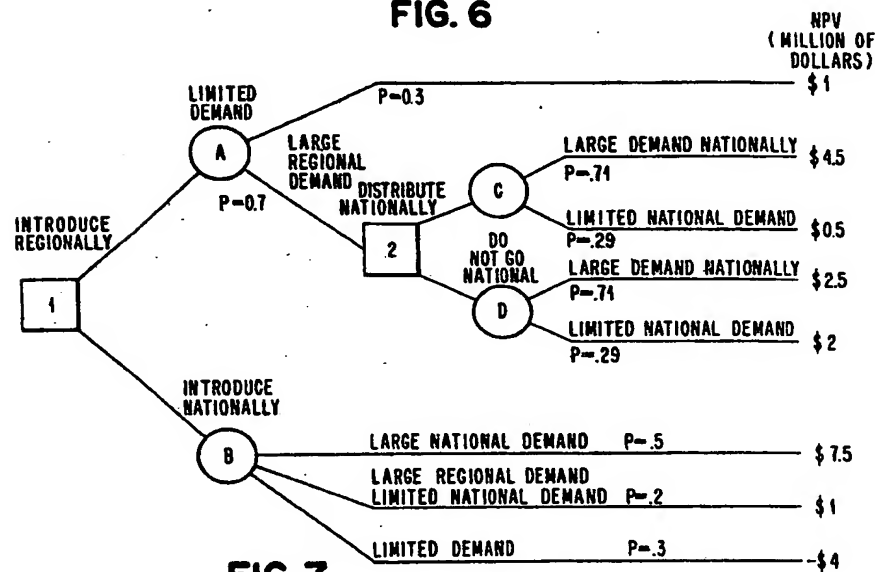 FIG. 6
NPV
(MILLION OF
DOLLARS)
$1
LIMITED
DEMAND
P=0.3
A
LARGE
REGIONAL
DEMAND
P=0.7
DISTRIBUTE
NATIONALLY
C
LARGE DEMAND NATIONALLY
$4.5
P=.71
LIMITED NATIONAL DEMAND
$0.5
P=.29
INTRODUCE
REGIONALLY
2
DO
NOT GO
NATIONAL
D
LARGE DEMAND NATIONALLY
$2.5
P=.71
LIMITED NATIONAL DEMAND
$2
P=.29
1
INTRODUCE
NATIONALLY
B
LARGE NATIONAL DEMAND P=.5
$7.5
LARGE REGIONAL DEMAND
LIMITED NATIONAL DEMAND P=.2
$1
LIMITED DEMAND P=.3
-$4